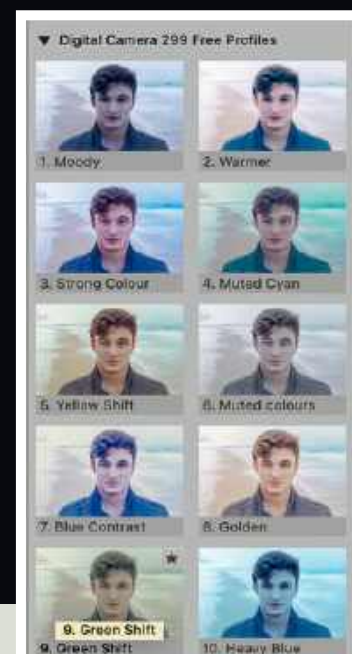 ▼ Digital Camera 299 Free Profiles
1. Moody
2. Warmer
3. Strong Colour
4. Muted Cyan
5. Yellow Shift
6. Muted colours
7. Blue Contrast
8. Golden
9. Green Shift
9. Green Shift
10. Heavy Blue